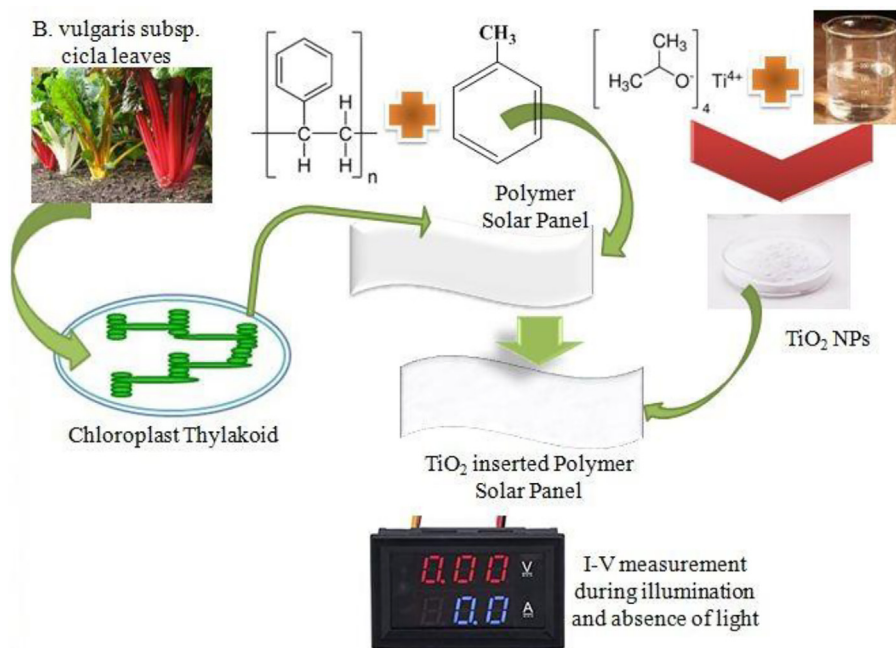 B. vulgaris subsp.
cicla leaves
CH₃
CH₃
H₃C
O⁻
Ti⁴⁺
4
H
H
C
C
H
H
n
Polymer
Solar Panel
TiO₂ NPs
Chloroplast Thylakoid
TiO₂ inserted Polymer
Solar Panel
0.00 V
0.0 A
I-V measurement
during illumination
and absence of light